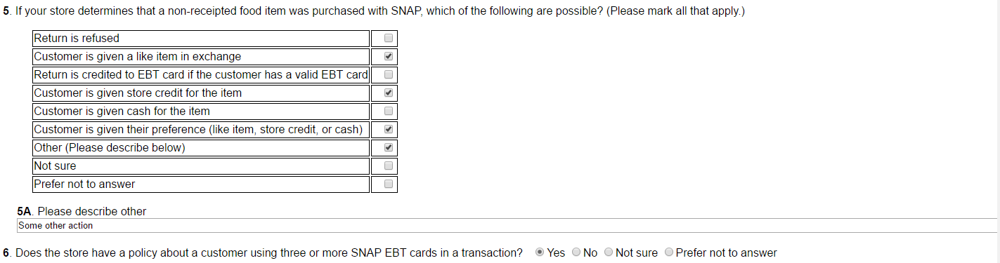 5. If your store determines that a non-receipted food item was purchased with SNAP, which of the following are possible? (Please mark all that apply.)
Return is refused
Customer is given a like item in exchange
Return is credited to EBT card if the customer has a valid EBT card
Customer is given store credit for the item
Customer is given cash for the item
Customer is given their preference (like item, store credit, or cash)
Other (Please describe below)
Not sure
Prefer not to answer
5A. Please describe other
Some other action
6. Does the store have a policy about a customer using three or more SNAP EBT cards in a transaction? Yes No Not sure Prefer not to answer